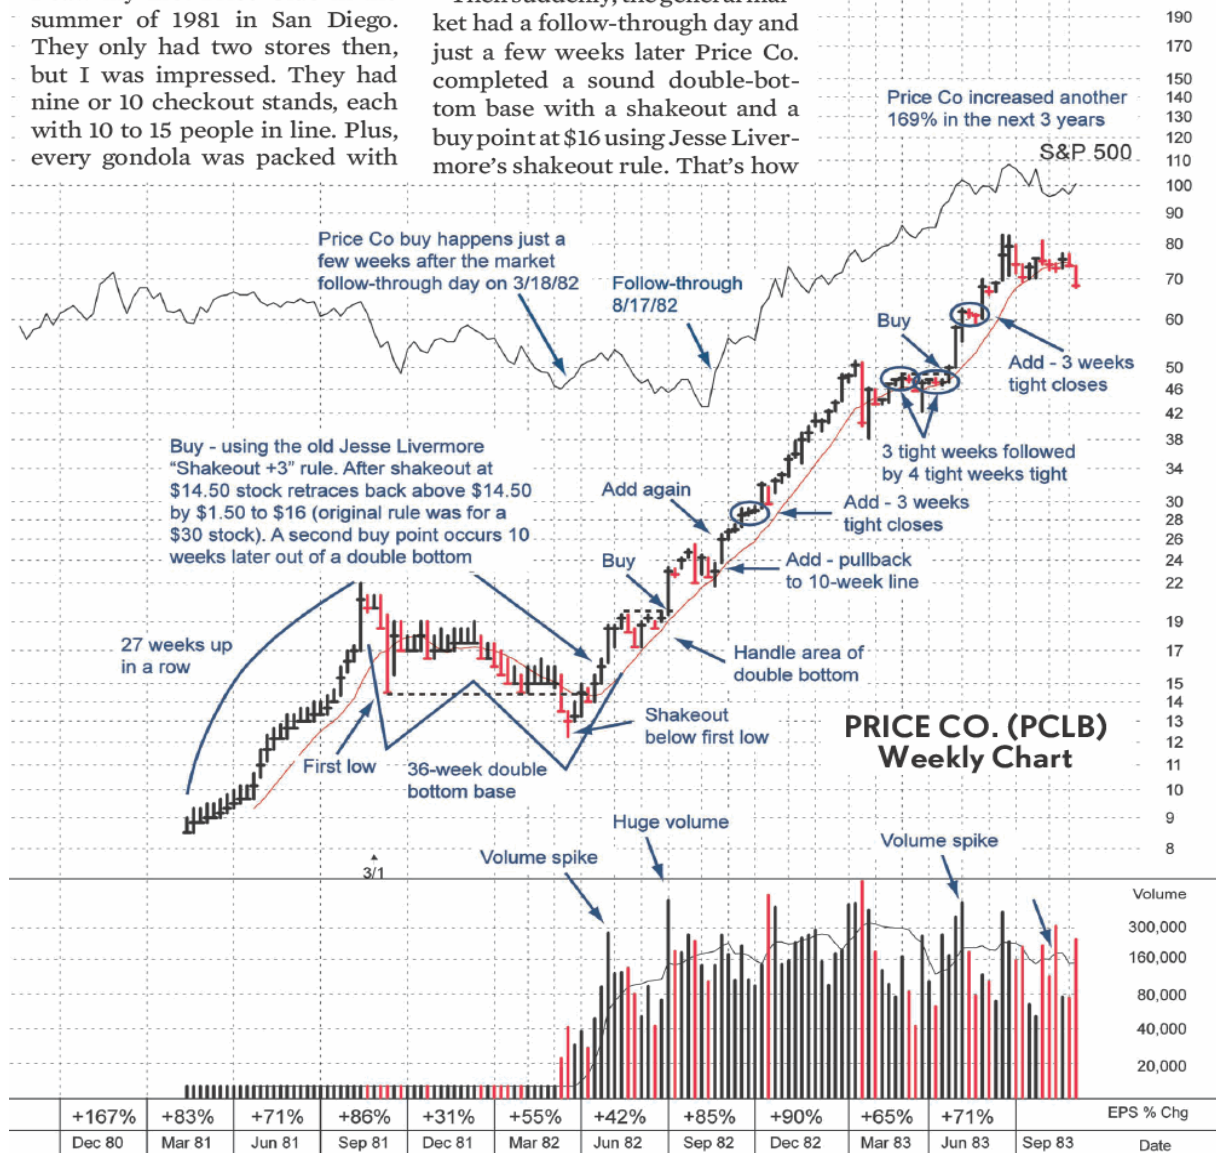 summer of 1981 in San Diego.
They only had two stores then,
but I was impressed. They had
nine or 10 checkout stands, each
with 10 to 15 people in line. Plus,
every gondola was packed with
ket had a follow-through day and
just a few weeks later Price Co.
completed a sound double-bot-
tom base with a shakeout and a
buy point at $16 using Jesse Liver-
more's shakeout rule. That's how
Price Co increased another
169% in the next 3 years
S&P 500
Price Co buy happens just a
few weeks after the market
follow-through day on 3/18/82
Follow-through
8/17/82
Buy
Add - 3 weeks
tight closes
3 tight weeks followed
by 4 tight weeks tight
Buy - using the old Jesse Livermore
"Shakeout +3" rule. After shakeout at
$14.50 stock retraces back above $14.50
by $1.50 to $16 (original rule was for a
$30 stock). A second buy point occurs 10
weeks later out of a double bottom
Add again
Add - 3 weeks
tight closes
Buy
Add - pullback
to 10-week line
27 weeks up
in a row
Handle area of
double bottom
Shakeout
below first low
First low
36-week double
bottom base
PRICE CO. (PCLB)
Weekly Chart
Huge volume
Volume spike
Volume spike
3/1
190
170
150
140
130
120
110
100
90
80
70
60
50
46
42
38
34
30
28
26
24
22
19
17
15
14
13
12
11
10
9
8
Volume
300,000
160,000
80,000
40,000
20,000
+167% +83% +71% +86% +31% +55% +42% +85% +90% +65% +71% EPS % Chg
Dec 80 Mar 81 Jun 81 Sep 81 Dec 81 Mar 82 Jun 82 Sep 82 Dec 82 Mar 83 Jun 83 Sep 83 Date